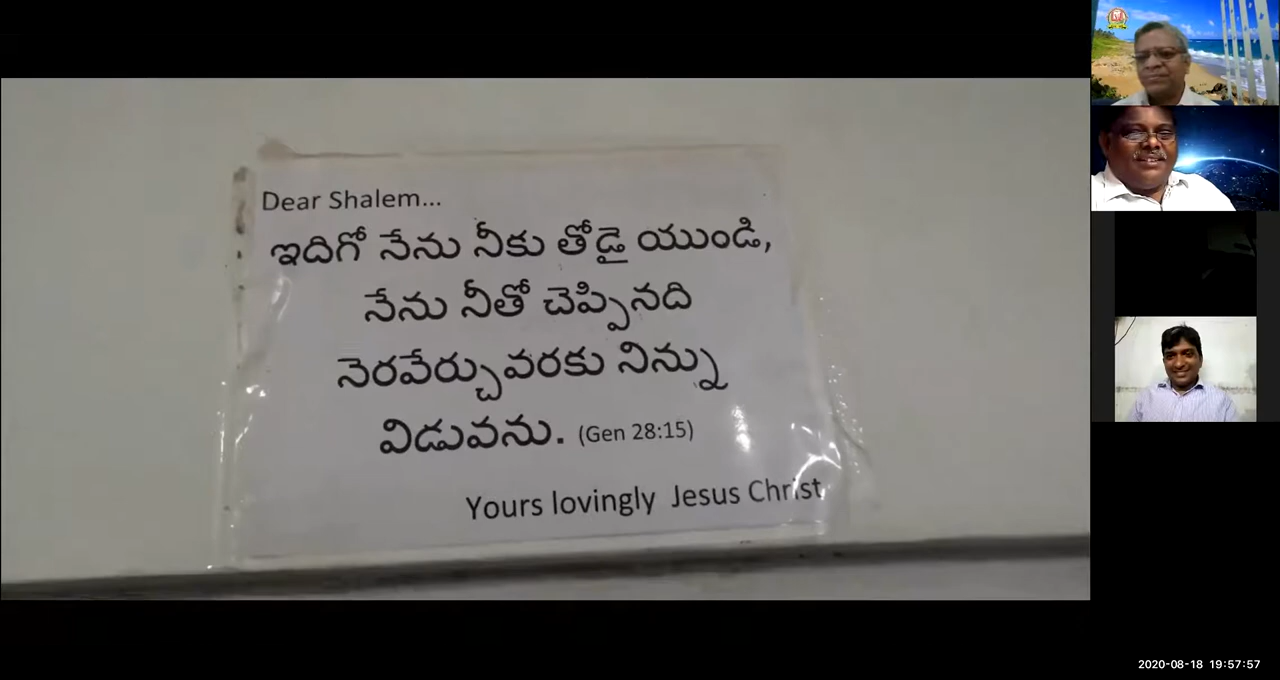 Dear Shalem...
ఇదిగో నేను నీకు తోడై యుండి,
నేను నీతో చెప్పినది
నెరవేర్చువరకు నిన్ను
విడువను. (Gen 28:15)
Yours lovingly Jesus Christ
2020-08-18 19:57:57